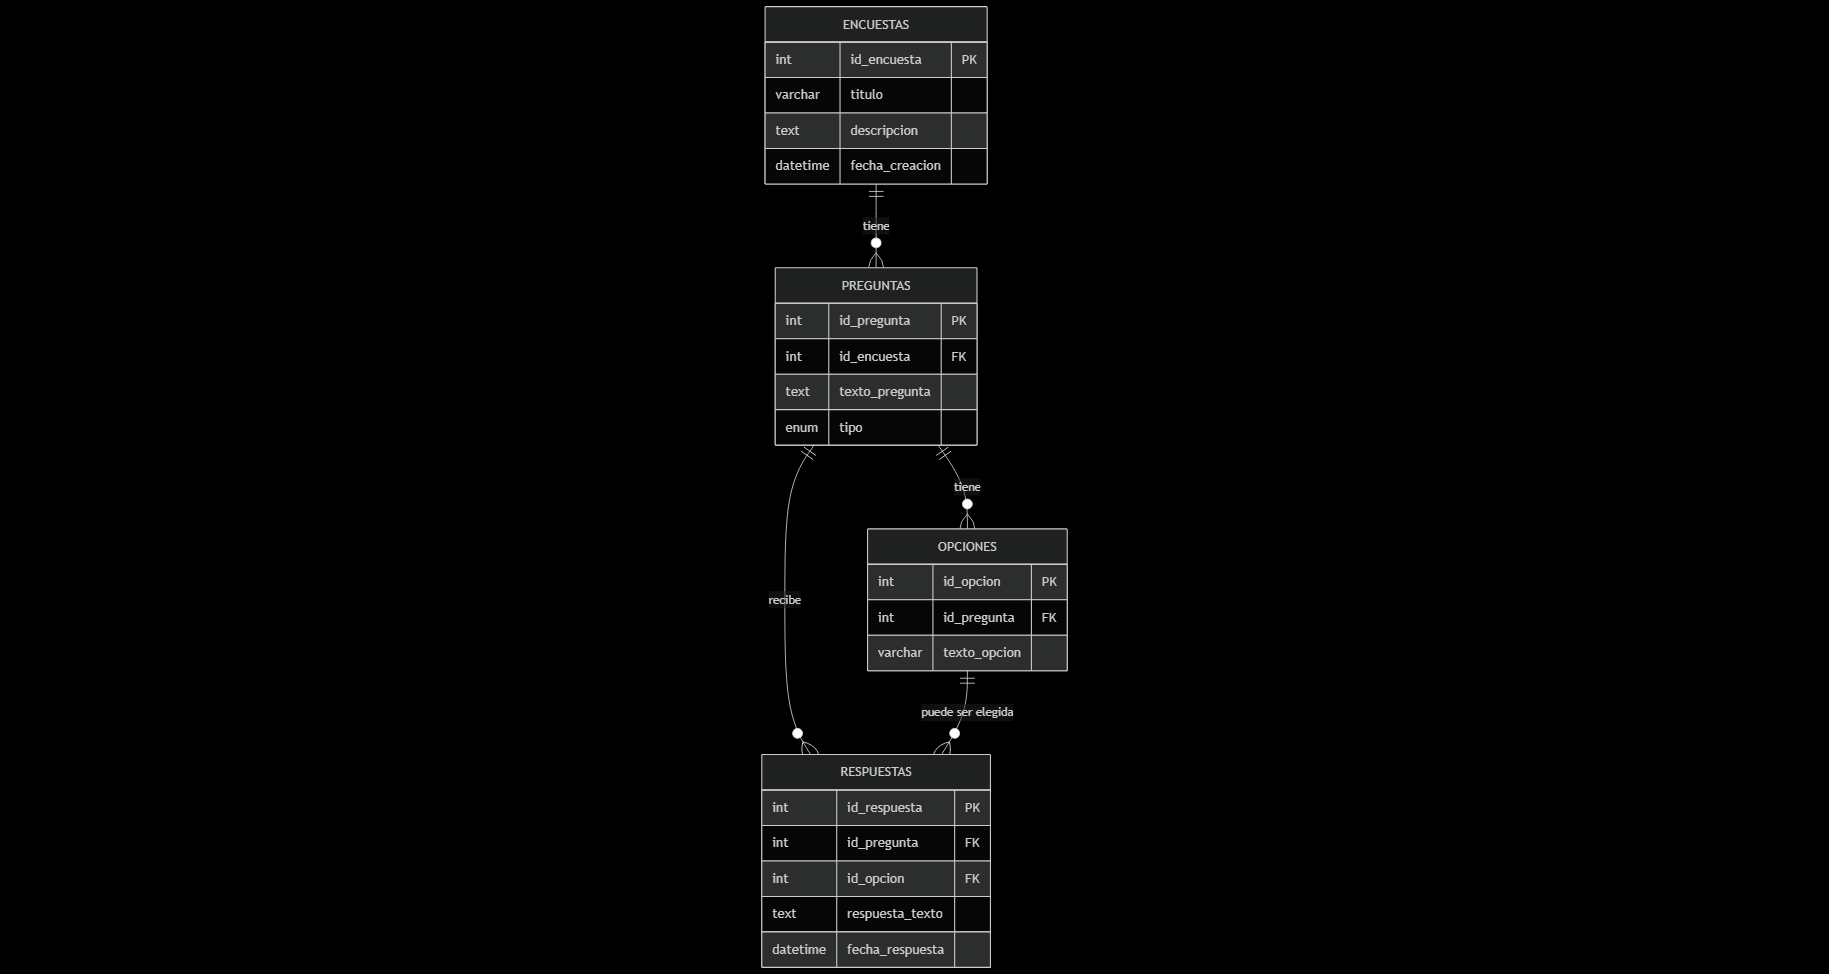 ENCUESTAS
int id_encuesta PK
varchar titulo
text descripcion
datetime fecha_creacion
tiene
PREGUNTAS
int id_pregunta PK
int id_encuesta FK
text texto_pregunta
enum tipo
tiene
OPCIONES
int id_opcion PK
recibe
int id_pregunta FK
varchar texto_opcion
puede ser elegida
RESPUESTAS
int id_respuesta PK
int id_pregunta FK
int id_opcion FK
text respuesta_texto
datetime fecha_respuesta